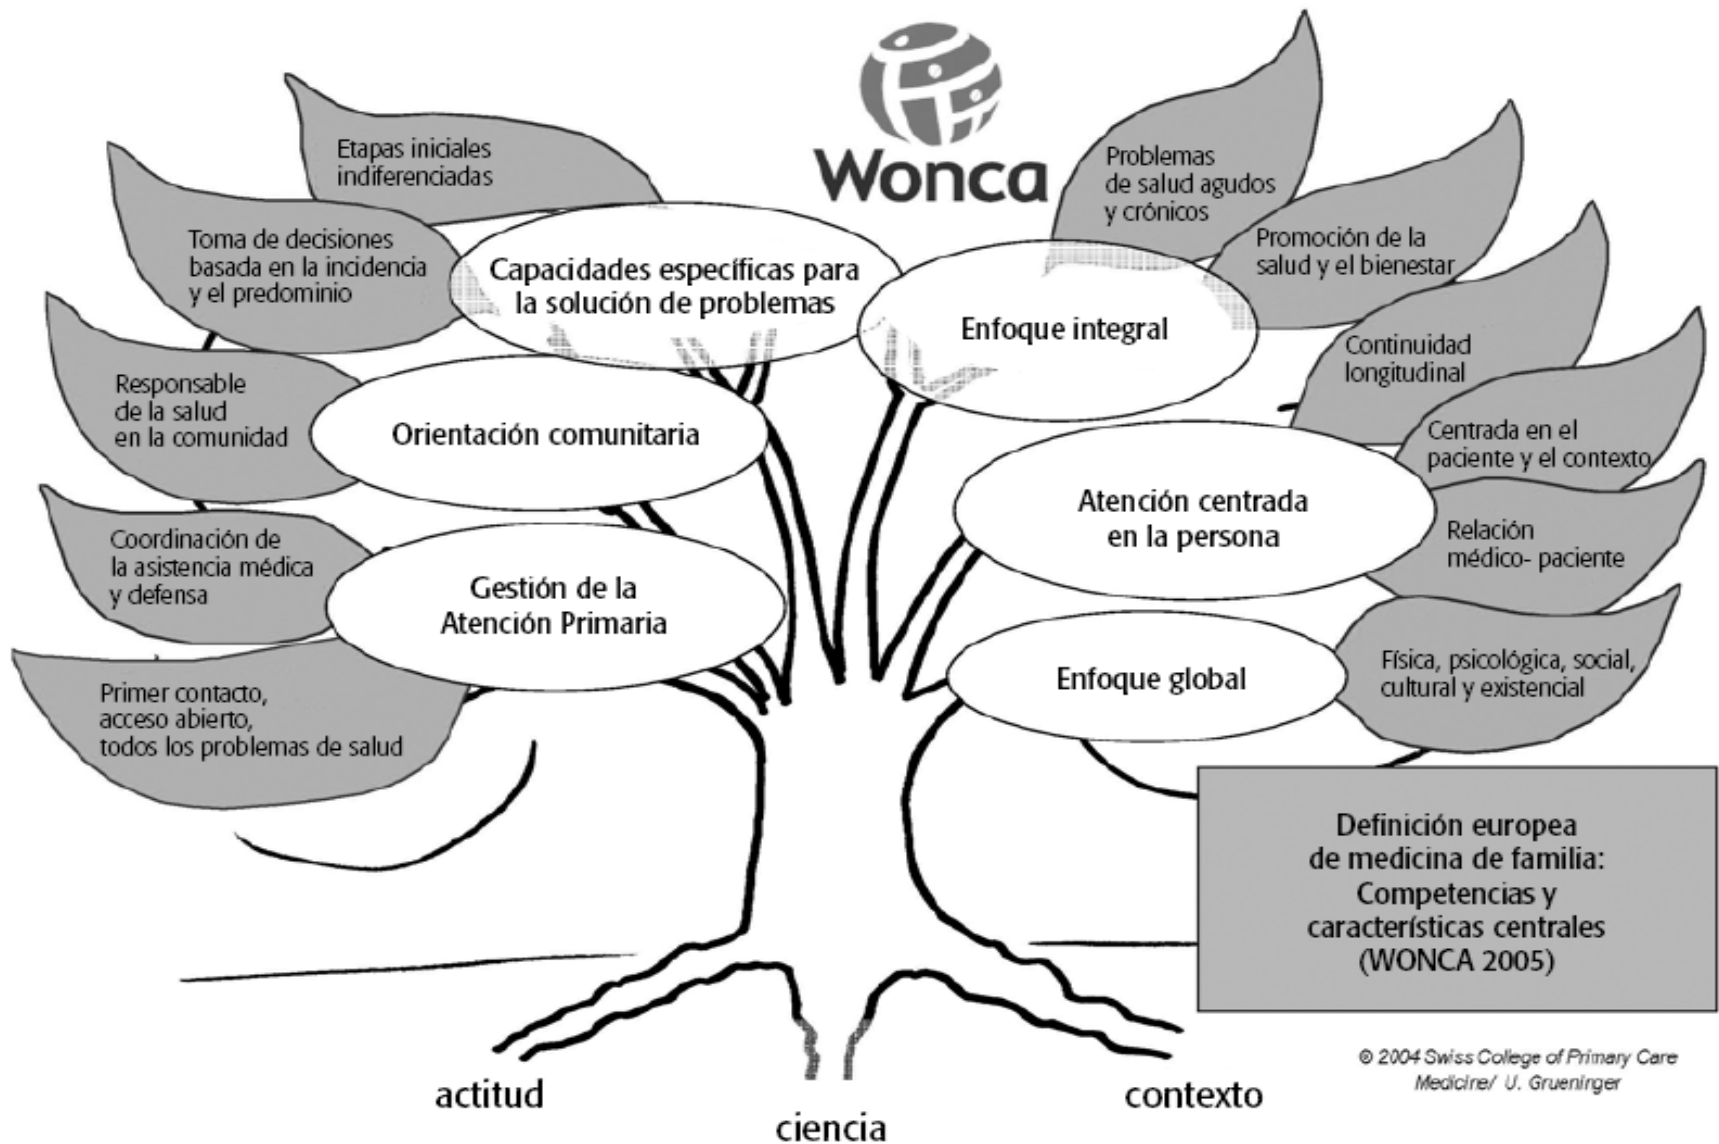 Wonca
Etapas iniciales
indiferenciadas
Toma de decisiones
basada en la incidencia
y el predominio
Capacidades específicas para
la solución de problemas
Responsable
de la salud
en la comunidad
Orientación comunitaria
Coordinación de
la asistencia médica
y defensa
Gestión de la
Atención Primaria
Primer contacto,
acceso abierto,
todos los problemas de salud
Problemas
de salud agudos
y crónicos
Promoción de la
salud y el bienestar
Enfoque integral
Continuidad
longitudinal
Centrada en el
paciente y el contexto
Atención centrada
en la persona
Relación
médico- paciente
Enfoque global
Física, psicológica, social,
cultural y existencial
Definición europea
de medicina de familia:
Competencias y
características centrales
(WONCA 2005)
actitud
ciencia
contexto
© 2004 Swiss College of Primary Care
Medicine/ U. Grueninger